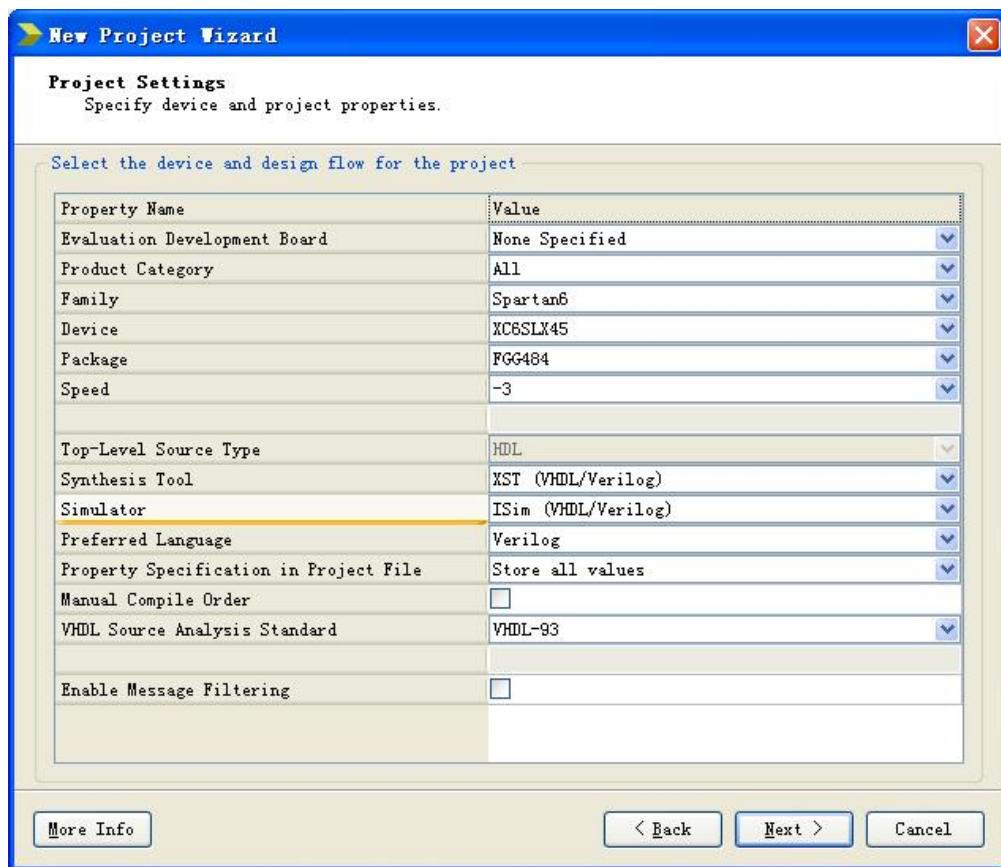 New Project Wizard
Project Settings
Specify device and project properties.
Select the device and design flow for the project
Property Name Value
Evaluation Development Board None Specified
Product Category All
Family Spartan6
Device XC6SLX45
Package FGG484
Speed -3
Top-Level Source Type HDL
Synthesis Tool XST (VHDL/Verilog)
Simulator ISim (VHDL/Verilog)
Preferred Language Verilog
Property Specification in Project File Store all values
Manual Compile Order
VHDL Source Analysis Standard VHDL-93
Enable Message Filtering
More Info < Back Next > Cancel